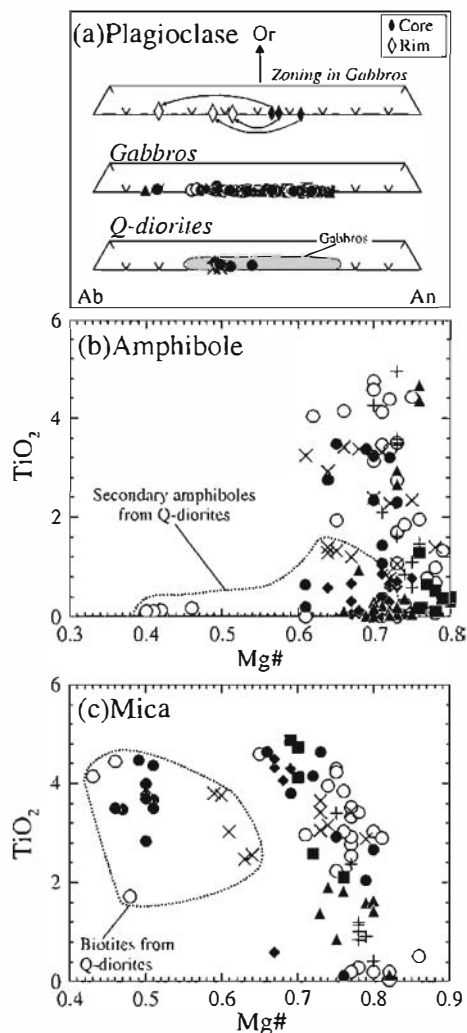 (a)Plagioclase
Or
Core
Rim
Zoning in Gabbros
Gabbros
Q-diorites
Gabbros
Ab
An
(b)Amphibole
6
4
2
0
TiO2
Secondary amphiboles
from Q-diorites
0.3 0.4 0.5 0.6 0.7 0.8
Mg#
(c)Mica
6
4
2
0
TiO2
Biotites from
Q-diorites
0.4 0.5 0.6 0.7 0.8 0.9
Mg#